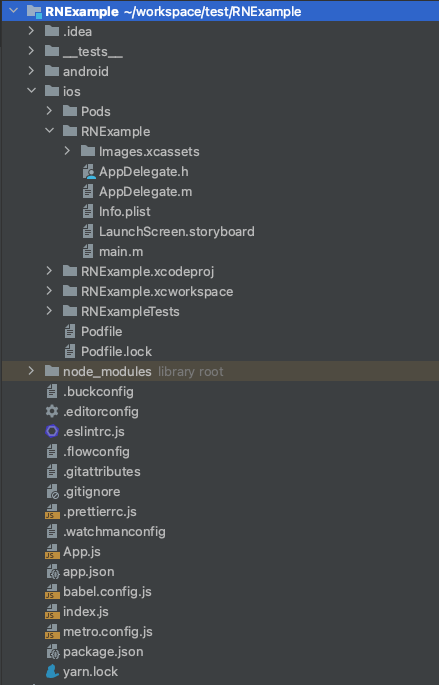 RNExample ~/workspace/test/RNExample
.idea
__tests__
android
ios
Pods
RNExample
Images.xcassets
AppDelegate.h
AppDelegate.m
Info.plist
LaunchScreen.storyboard
main.m
RNExample.xcodeproj
RNExample.xcworkspace
RNExampleTests
Podfile
Podfile.lock
node_modules library root
.buckconfig
.editorconfig
.eslintrc.js
.flowconfig
.gitattributes
.gitignore
.prettierrc.js
.watchmanconfig
App.js
app.json
babel.config.js
index.js
metro.config.js
package.json
yarn.lock